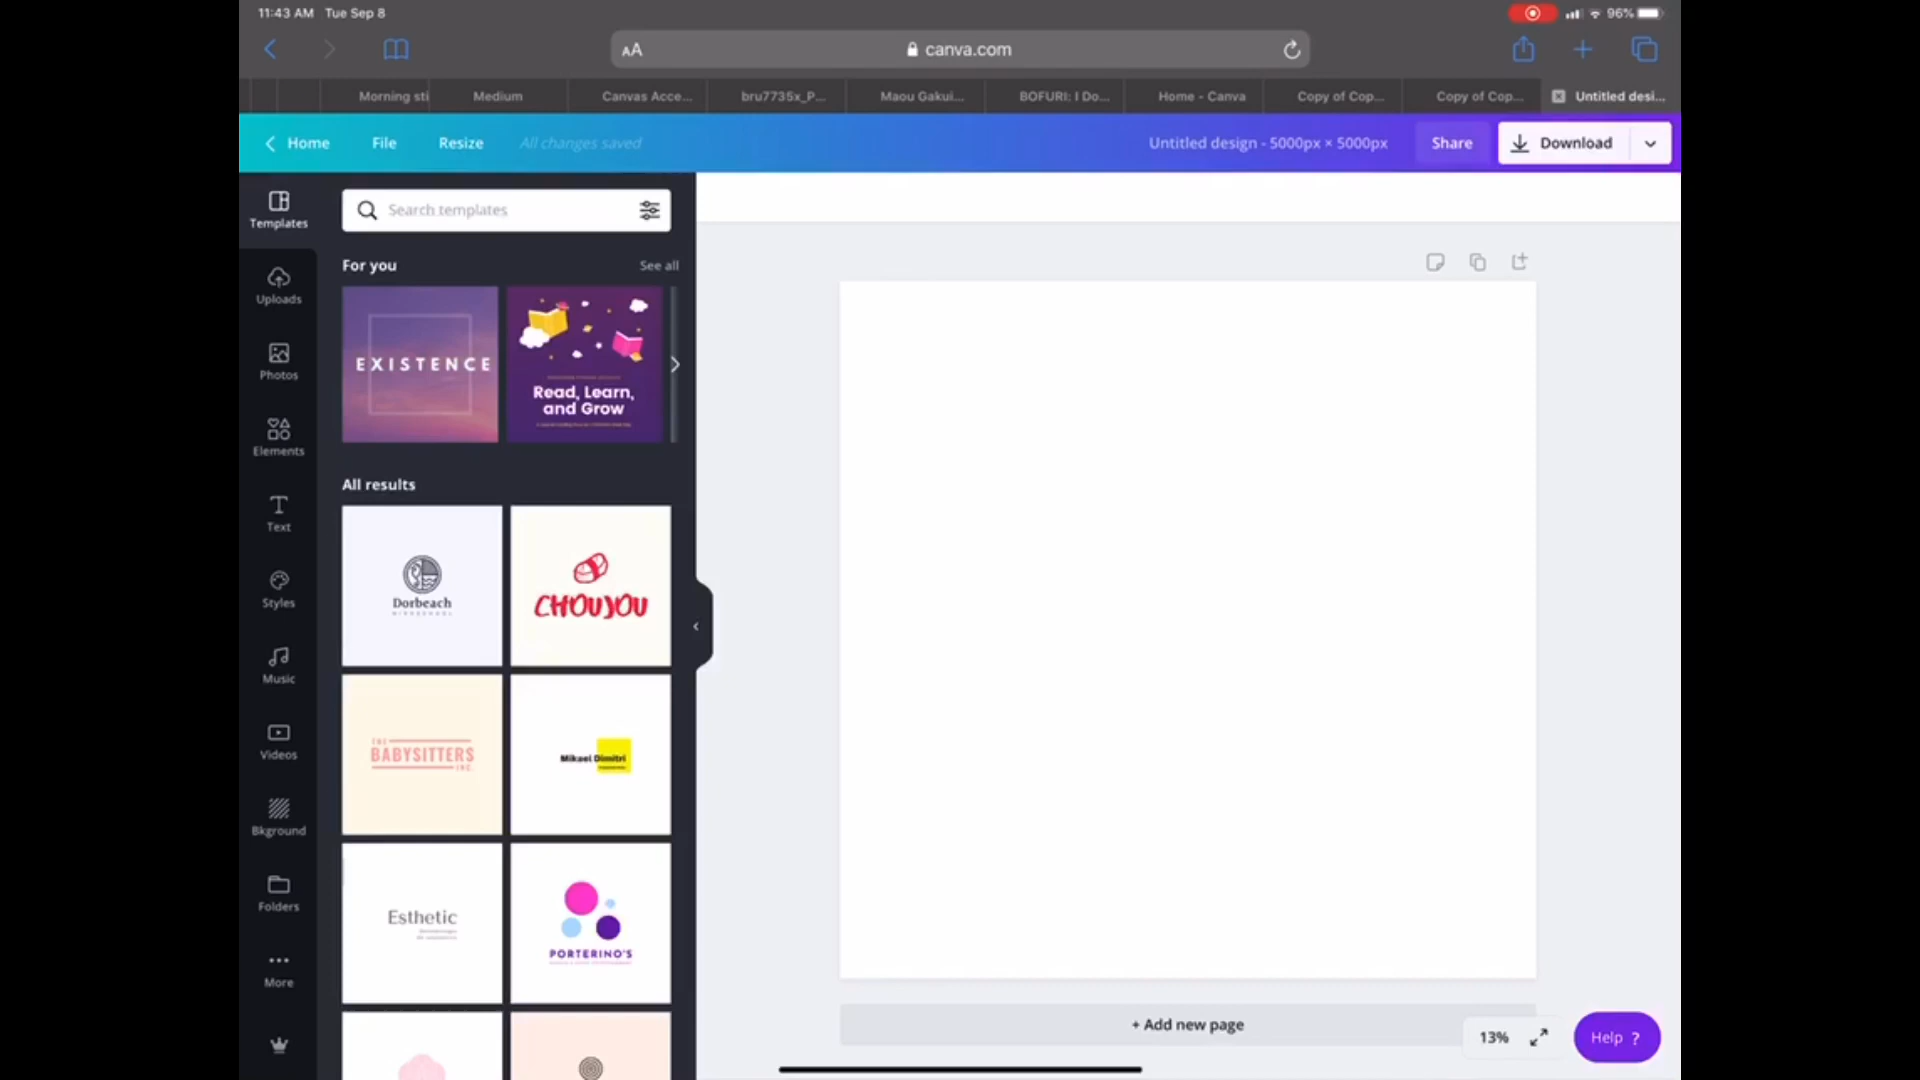 11:43 AM Tue Sep 8
96%
AA
canva.com
Morning sti
Medium
Canvas Acce...
bru7735x_P...
Maou Gakui...
BOFURI: I Do...
Home - Canva
Copy of Cop...
Copy of Cop...
Untitled desi...
Home
File
Resize
All changes saved
Untitled design - 5000px × 5000px
Share
Download
Templates
Uploads
Photos
Elements
Text
Styles
Music
Videos
Bkground
Folders
More
Search templates
For you
See all
EXISTENCE
Read, Learn,
and Grow
All results
Dorbeach
CHOUJOU
THE
BABYSITTERS
INC.
Mikael Dimitri
Esthetic
PORTERINO'S
+ Add new page
13%
Help ?